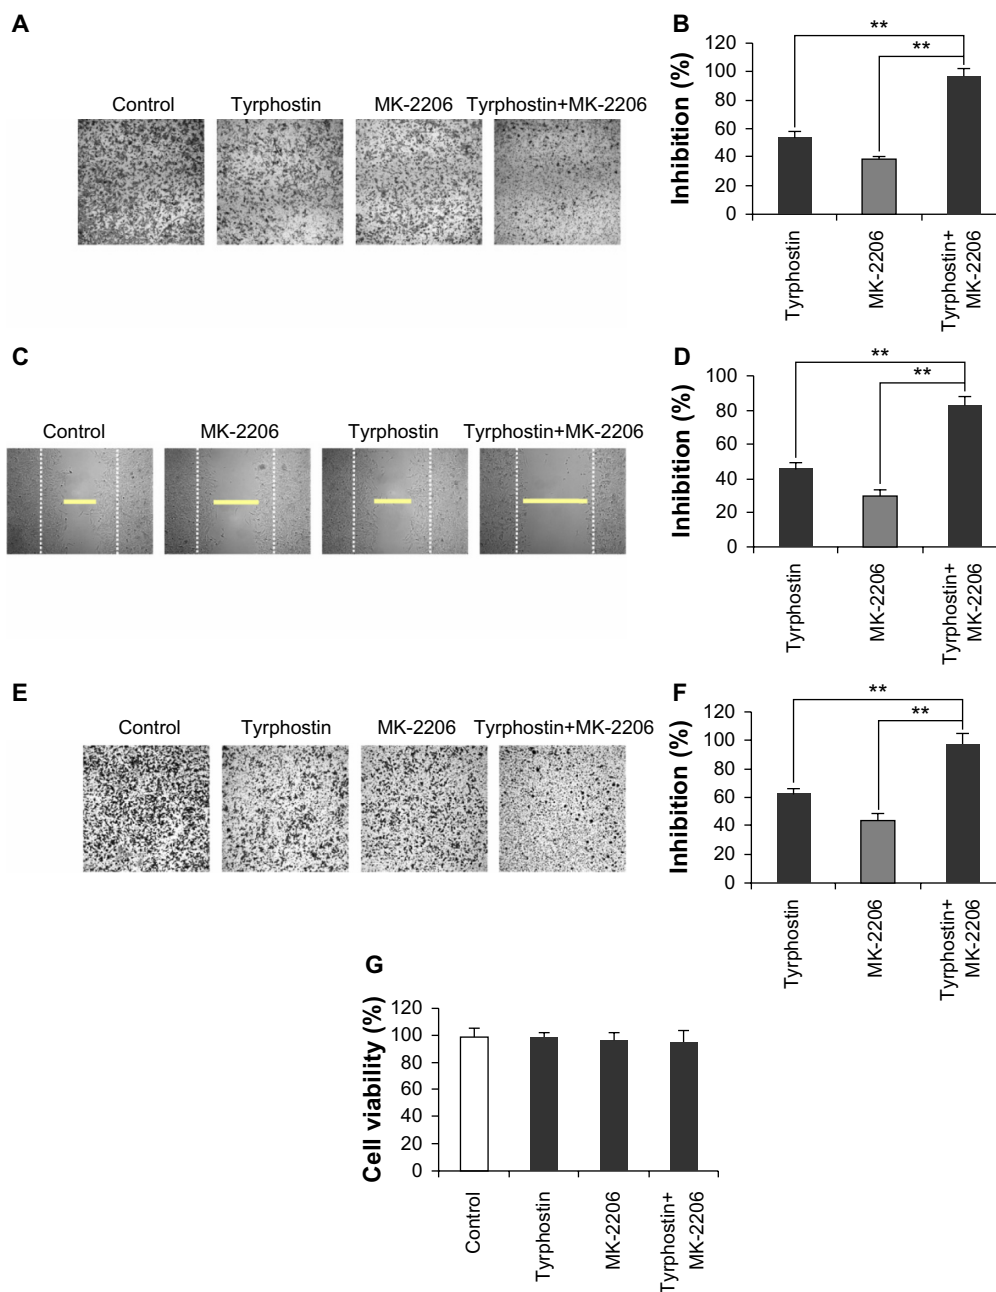 A
Control Tyrphostin MK-2206 Tyrphostin+MK-2206
B
Inhibition (%)
120
100
80
60
40
20
0
**
**
Tyrphostin
MK-2206
Tyrphostin+
MK-2206
C
Control MK-2206 Tyrphostin Tyrphostin+MK-2206
D
Inhibition (%)
100
80
60
40
20
0
**
**
Tyrphostin
MK-2206
Tyrphostin+
MK-2206
E
Control Tyrphostin MK-2206 Tyrphostin+MK-2206
F
Inhibition (%)
120
100
80
60
40
20
0
**
**
Tyrphostin
MK-2206
Tyrphostin+
MK-2206
G
Cell viability (%)
120
100
80
60
40
20
0
Control
Tyrphostin
MK-2206
Tyrphostin+
MK-2206